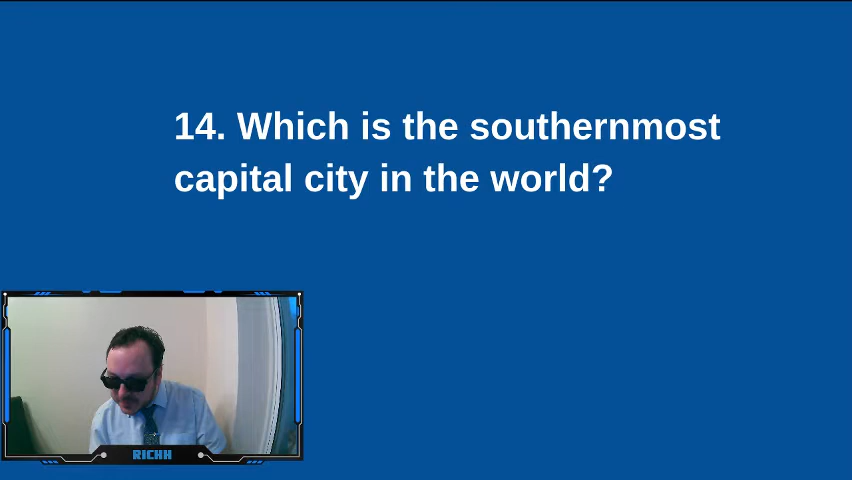 14. Which is the southernmost
capital city in the world?
RICHH